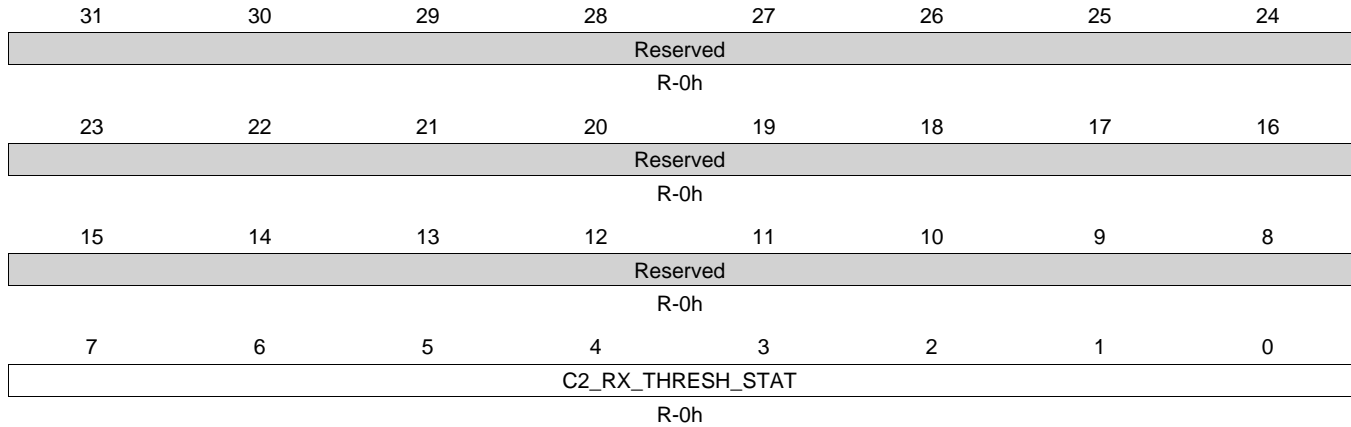 31 30 29 28 27 26 25 24
Reserved
R-0h
23 22 21 20 19 18 17 16
Reserved
R-0h
15 14 13 12 11 10 9 8
Reserved
R-0h
7 6 5 4 3 2 1 0
C2_RX_THRESH_STAT
R-0h